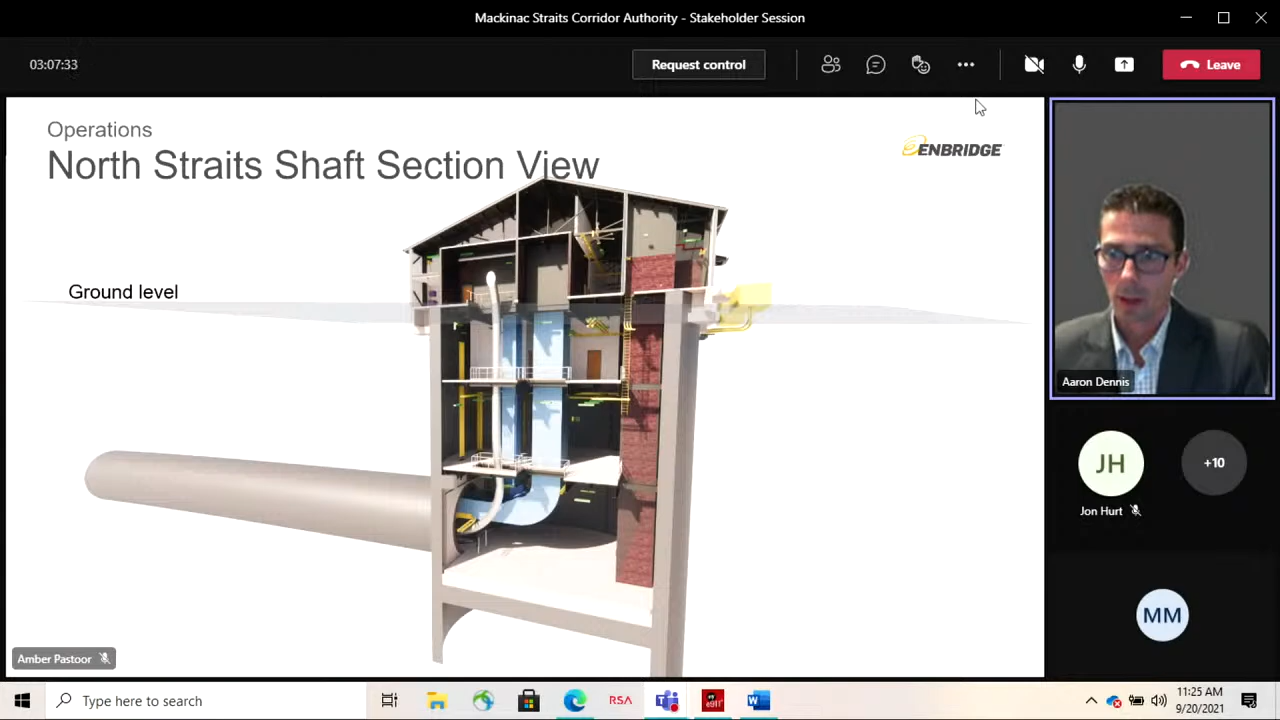 Mackinac Straits Corridor Authority - Stakeholder Session
03:07:33
Request control
Leave
Operations
North Straits Shaft Section View
ENBRIDGE
Ground level
Aaron Dennis
JH
+10
Jon Hurt
MM
Amber Pastoor
Type here to search
RSA
W
11:25 AM
9/20/2021